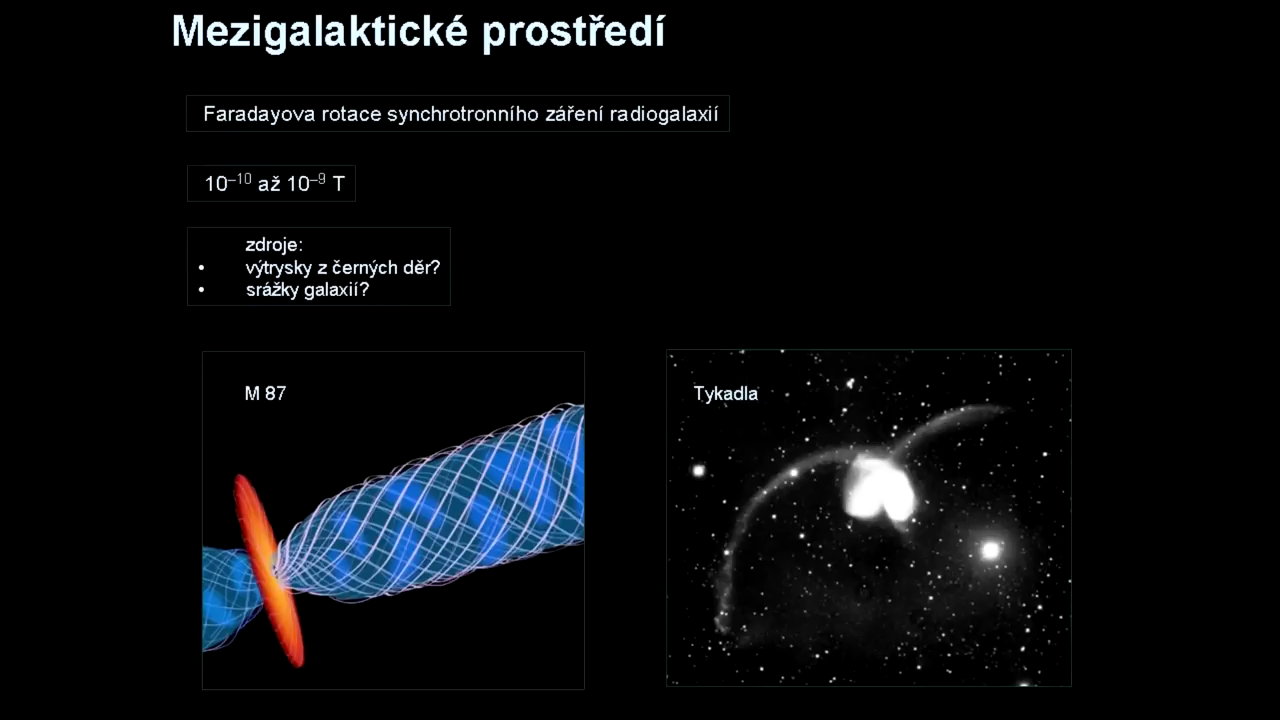 Mezigalaktické prostředí
Faradayova rotace synchrotronního záření radiogalaxií
10⁻¹⁰ až 10⁻⁹ T
zdroje:
• výtrysky z černých děr?
• srážky galaxií?
M 87
Tykadla